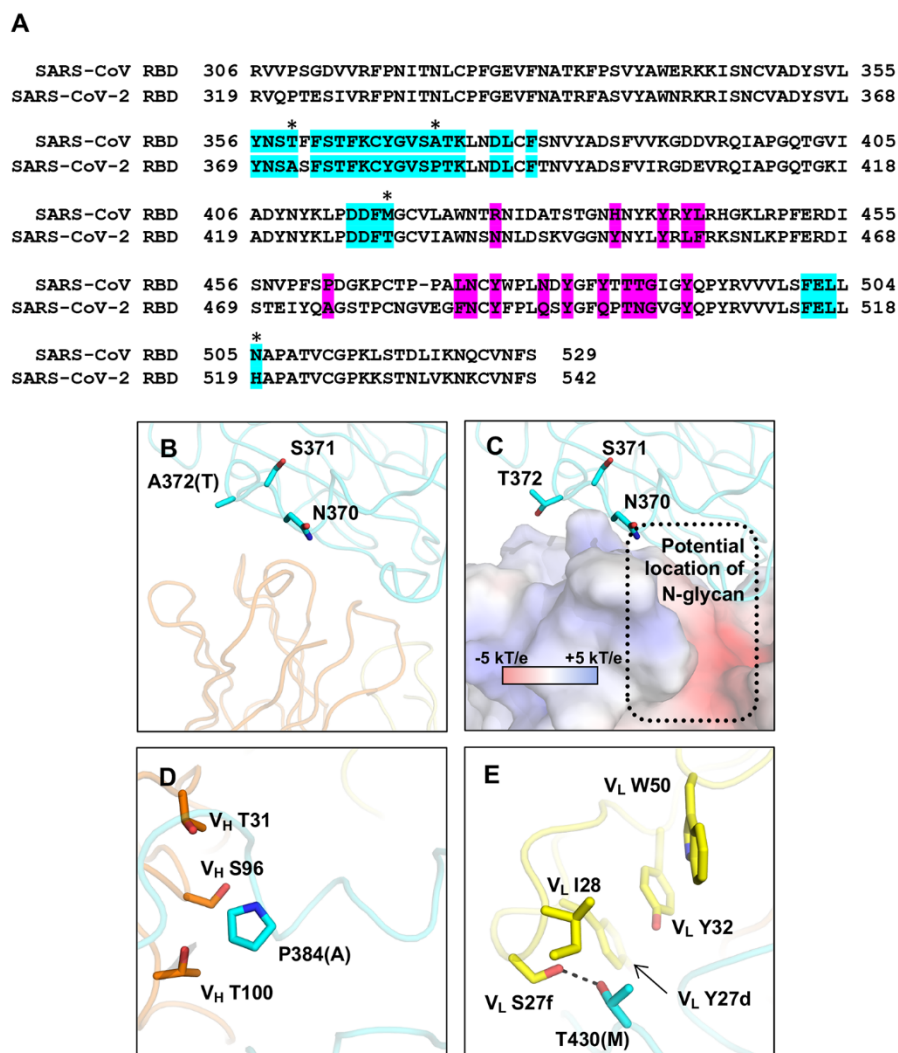 A
SARS-CoV RBD 306 RVVPSGDVVRFPNITNLCPFGEVFNATKFPSVYAWERKKISNCVADYSVL 355
SARS-CoV-2 RBD 319 RVQPTESIVRFPNITNLCPFGEVFNATRFASVYAWNRKRISNCVADYSVL 368
* *
SARS-CoV RBD 356 YNSTFFSTFKCYGVSATKLNDLCFSNVYADSFVVKGDDVRQIAPGQTGVI 405
SARS-CoV-2 RBD 369 YNSASFSTFKCYGVSPTKLNDLCFTNVYADSFVIRGDEVRQIAPGQTGKI 418
*
SARS-CoV RBD 406 ADYNYKLPDDFMGCVLAWNTRNIDATSTGNHNYKYRYLRHGKLRPFERDI 455
SARS-CoV-2 RBD 419 ADYNYKLPDDFTGCVIAWNSNNLDSKVGGNYNYLYRLFRKSNLKPFERDI 468
SARS-CoV RBD 456 SNVPFSPDGKPCTP-PALNCYWPLNDYGFYTTTGIGYQPYRVVVLSFELL 504
SARS-CoV-2 RBD 469 STEIYQAGSTPCNGVEGFNCYFPLQSYGFQPTNGVGYQPYRVVVLSFELL 518
*
SARS-CoV RBD 505 NAPATVCGPKLSTDLIKNQCVNFS 529
SARS-CoV-2 RBD 519 HAPATVCGPKKSTNLVKNKCVNFS 542
B
S371
A372(T)
N370
C
S371
T372
N370
Potential
location of
N-glycan
-5 kT/e +5 kT/e
D
VH T31
VH S96
P384(A)
VH T100
E
VL W50
VL I28
VL Y32
VL S27f
VL Y27d
T430(M)